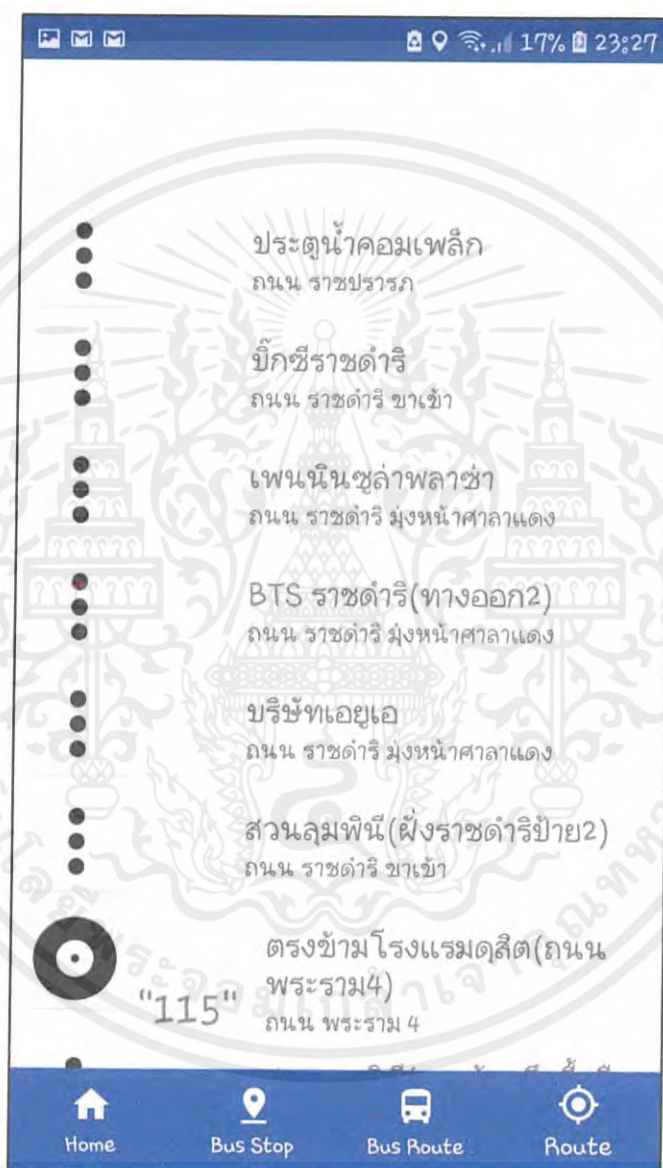 17% 23:27
ประตูน้ำคอมเพล็ก
ถนน ราชปรารภ
บิ๊กซีราชดำริ
ถนน ราชดำริ ขาเข้า
เพนนินซูล่าพลาซ่า
ถนน ราชดำริ มุ่งหน้าศาลาแดง
BTS ราชดำริ(ทางออก2)
ถนน ราชดำริ มุ่งหน้าศาลาแดง
บริษัทเอยูเอ
ถนน ราชดำริ มุ่งหน้าศาลาแดง
สวนลุมพินี(ฝั่งราชดำริป้าย2)
ถนน ราชดำริ ขาเข้า
ตรงข้ามโรงแรมดุสิต(ถนน
พระราม4)
"115"
ถนน พระราม 4
Home Bus Stop Bus Route Route